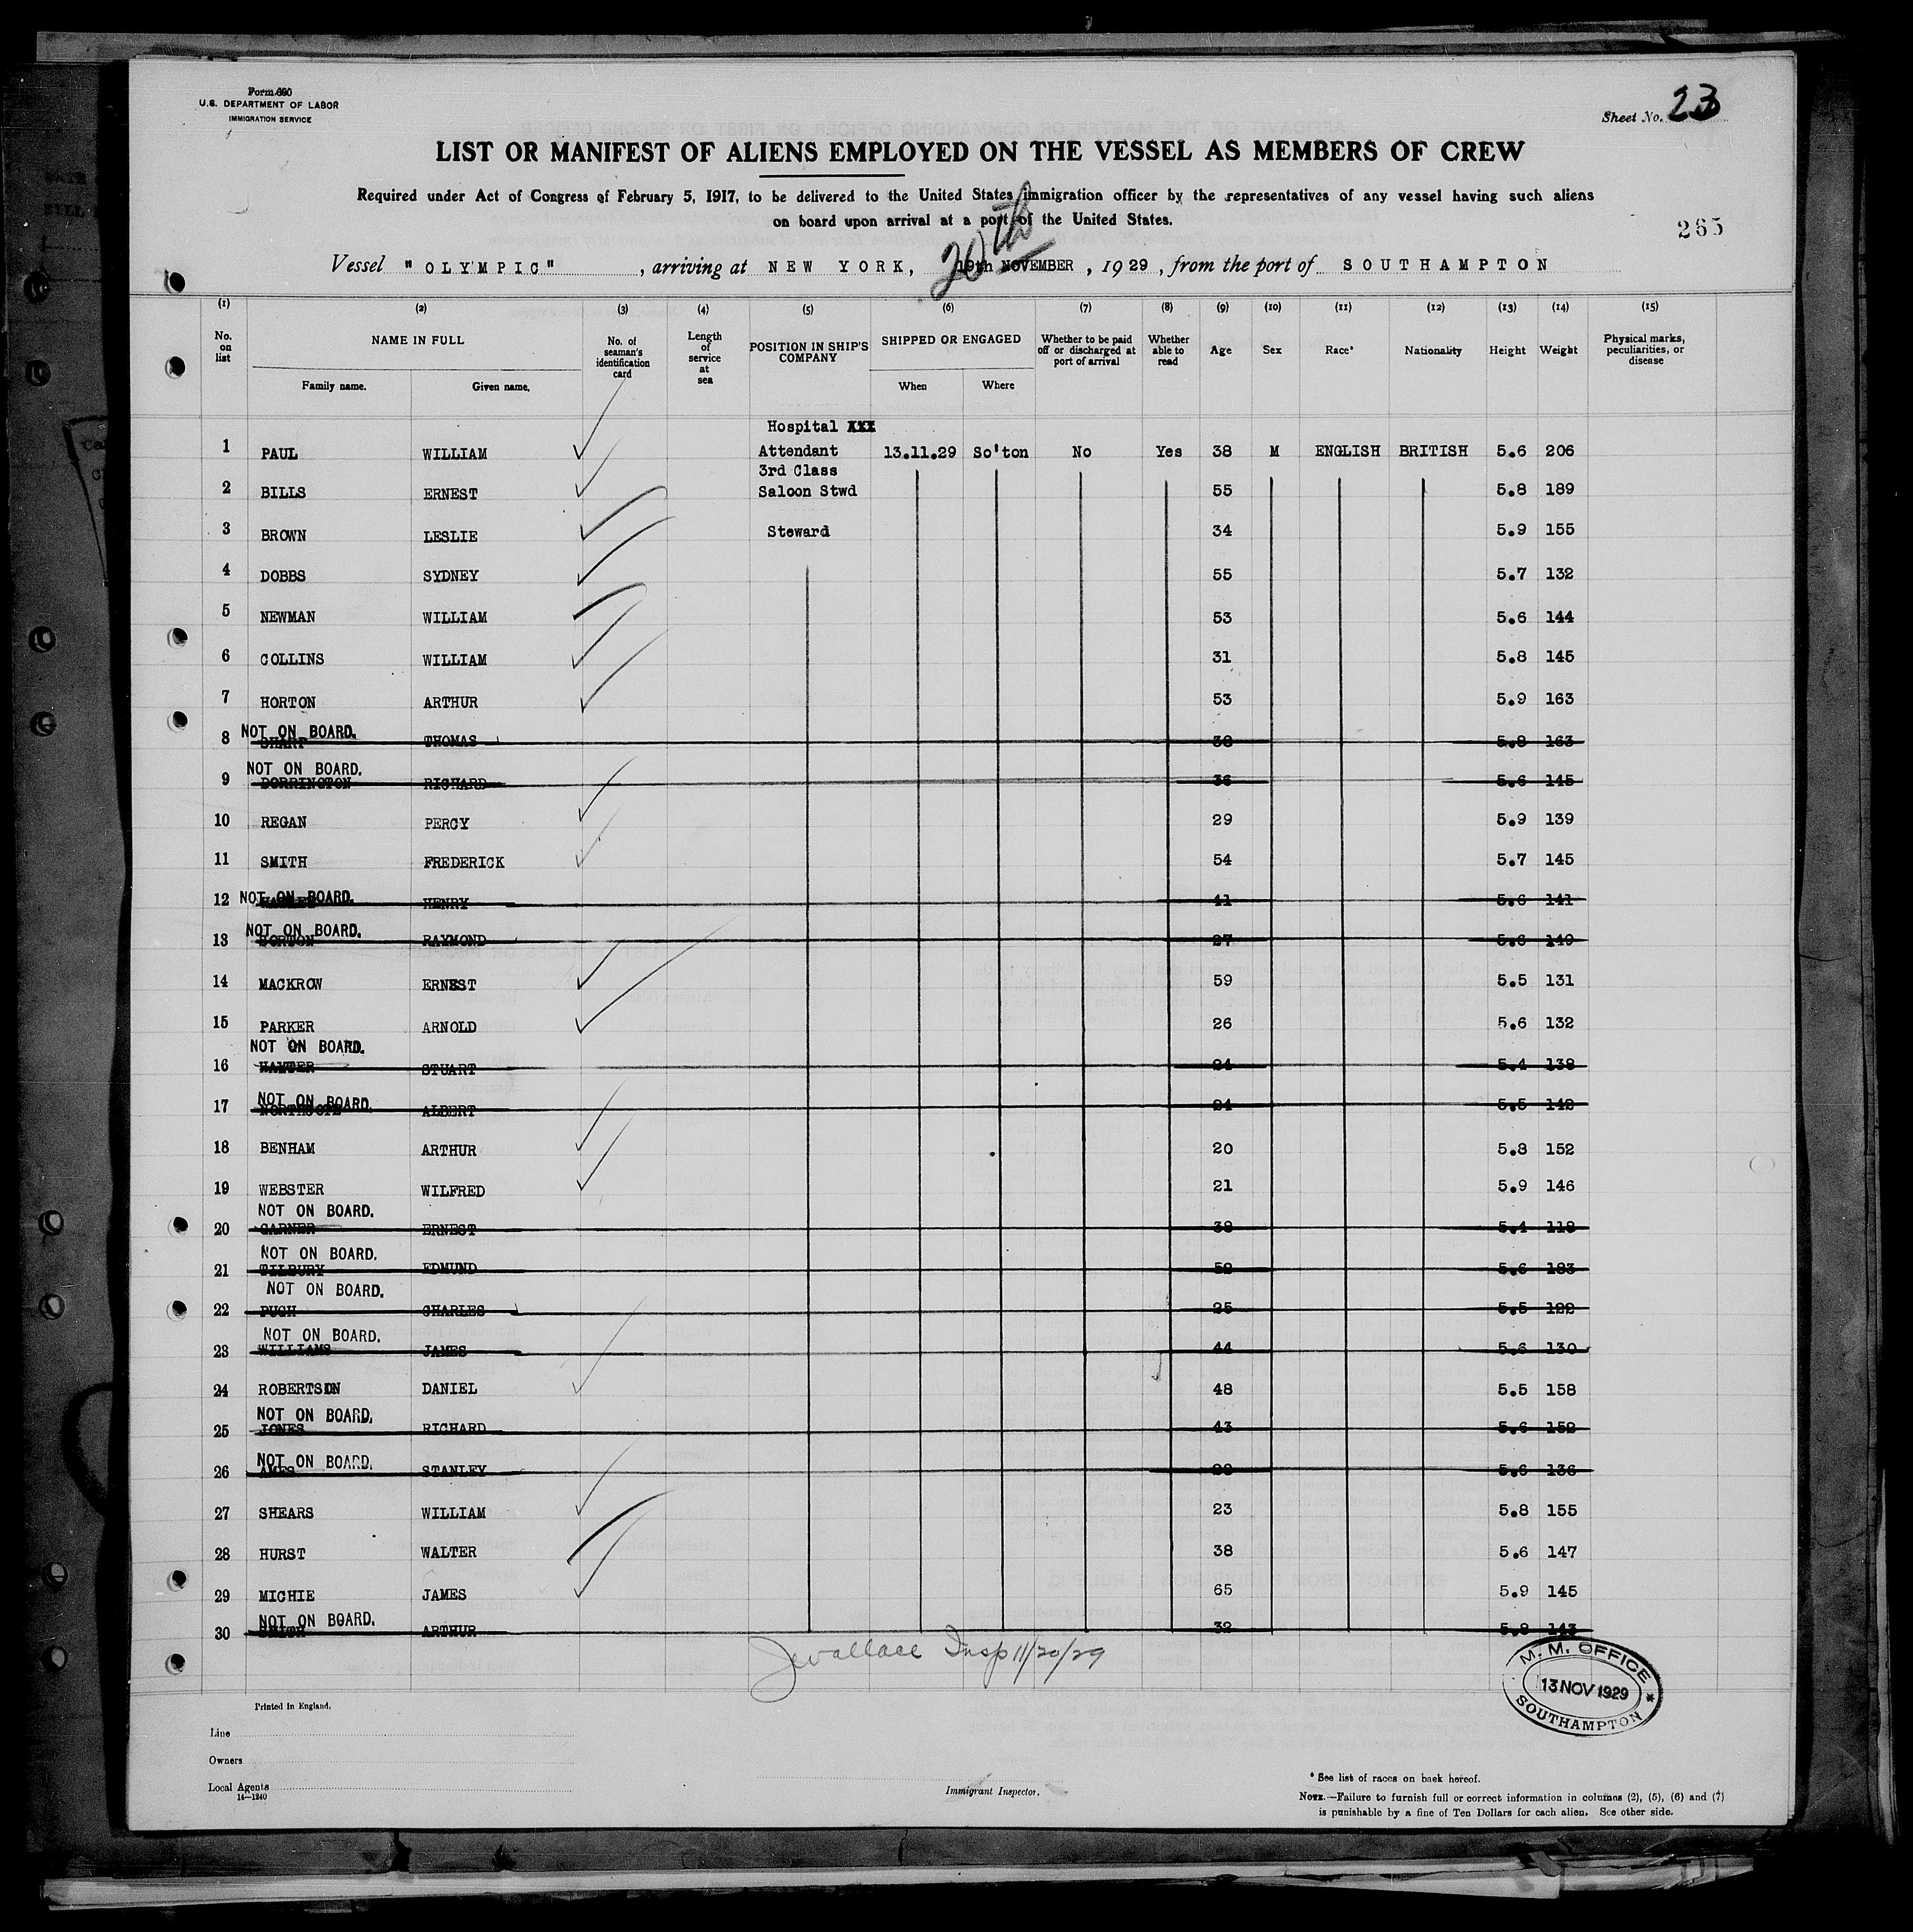 Form 680
U.S. DEPARTMENT OF LABOR
IMMIGRATION SERVICE
Sheet No. 23
LIST OR MANIFEST OF ALIENS EMPLOYED ON THE VESSEL AS MEMBERS OF CREW
Required under Act of Congress of February 5, 1917, to be delivered to the United States immigration officer by the representatives of any vessel having such aliens
on board upon arrival at a port of the United States.
265
20th
Vessel "OLYMPIC", arriving at NEW YORK, 19th NOVEMBER, 1929, from the port of SOUTHAMPTON
(1) (2) (3) (4) (5) (6) (7) (8) (9) (10) (11) (12) (13) (14) (15)
No. on list NAME IN FULL No. of seaman's identification card Length of service at sea POSITION IN SHIP'S COMPANY SHIPPED OR ENGAGED Whether to be paid off or discharged at port of arrival Whether able to read Age Sex Race* Nationality Height Weight Physical marks, peculiarities, or disease
Family name. Given name. When Where
Hospital XXX
1 PAUL WILLIAM Attendant 13.11.29 So'ton No Yes 38 M ENGLISH BRITISH 5.6 206
3rd Class
2 BILLS ERNEST Saloon Stwd 55 5.8 189
3 BROWN LESLIE Steward 34 5.9 155
4 DOBBS SYDNEY 55 5.7 132
5 NEWMAN WILLIAM 53 5.6 144
6 COLLINS WILLIAM 31 5.8 145
7 HORTON ARTHUR 53 5.9 163
NOT ON BOARD.
8 SHARP THOMAS 38 5.8 163
NOT ON BOARD.
9 DORRINGTON RICHARD 36 5.6 145
10 REGAN PERCY 29 5.9 139
11 SMITH FREDERICK 54 5.7 145
NOT ON BOARD.
12 HENRY 41 5.6 141
NOT ON BOARD.
13 RAYMOND 27 5.6 140
14 MACKROW ERNEST 59 5.5 131
15 PARKER ARNOLD 26 5.6 132
NOT ON BOARD.
16 STUART 5.4 138
NOT ON BOARD.
17 ALBERT 5.5 142
18 BENHAM ARTHUR 20 5.8 152
19 WEBSTER WILFRED 21 5.9 146
NOT ON BOARD.
20 GARNER ERNEST 38 5.4 118
NOT ON BOARD.
21 TILBURY EDMUND 5.6 183
NOT ON BOARD.
22 PUGH CHARLES 25 5.5 122
NOT ON BOARD.
23 WILLIAMS JAMES 44 5.6 130
24 ROBERTSON DANIEL 48 5.5 158
NOT ON BOARD.
25 JONES RICHARD 43 5.6 152
NOT ON BOARD.
26 AMES STANLEY 5.6 136
27 SHEARS WILLIAM 23 5.8 155
28 HURST WALTER 38 5.6 147
29 MICHIE JAMES 65 5.9 145
NOT ON BOARD.
30 SMITH ARTHUR 32 5.8 143
JWallace Insp 11/20/29
M. M. OFFICE
13 NOV 1929
SOUTHAMPTON
Printed in England.
Line
Owners
Local Agents
14—1240
Immigrant Inspector.
* See list of races on back hereof.
NOTE.—Failure to furnish full or correct information in columns (2), (5), (6) and (7)
is punishable by a fine of Ten Dollars for each alien. See other side.